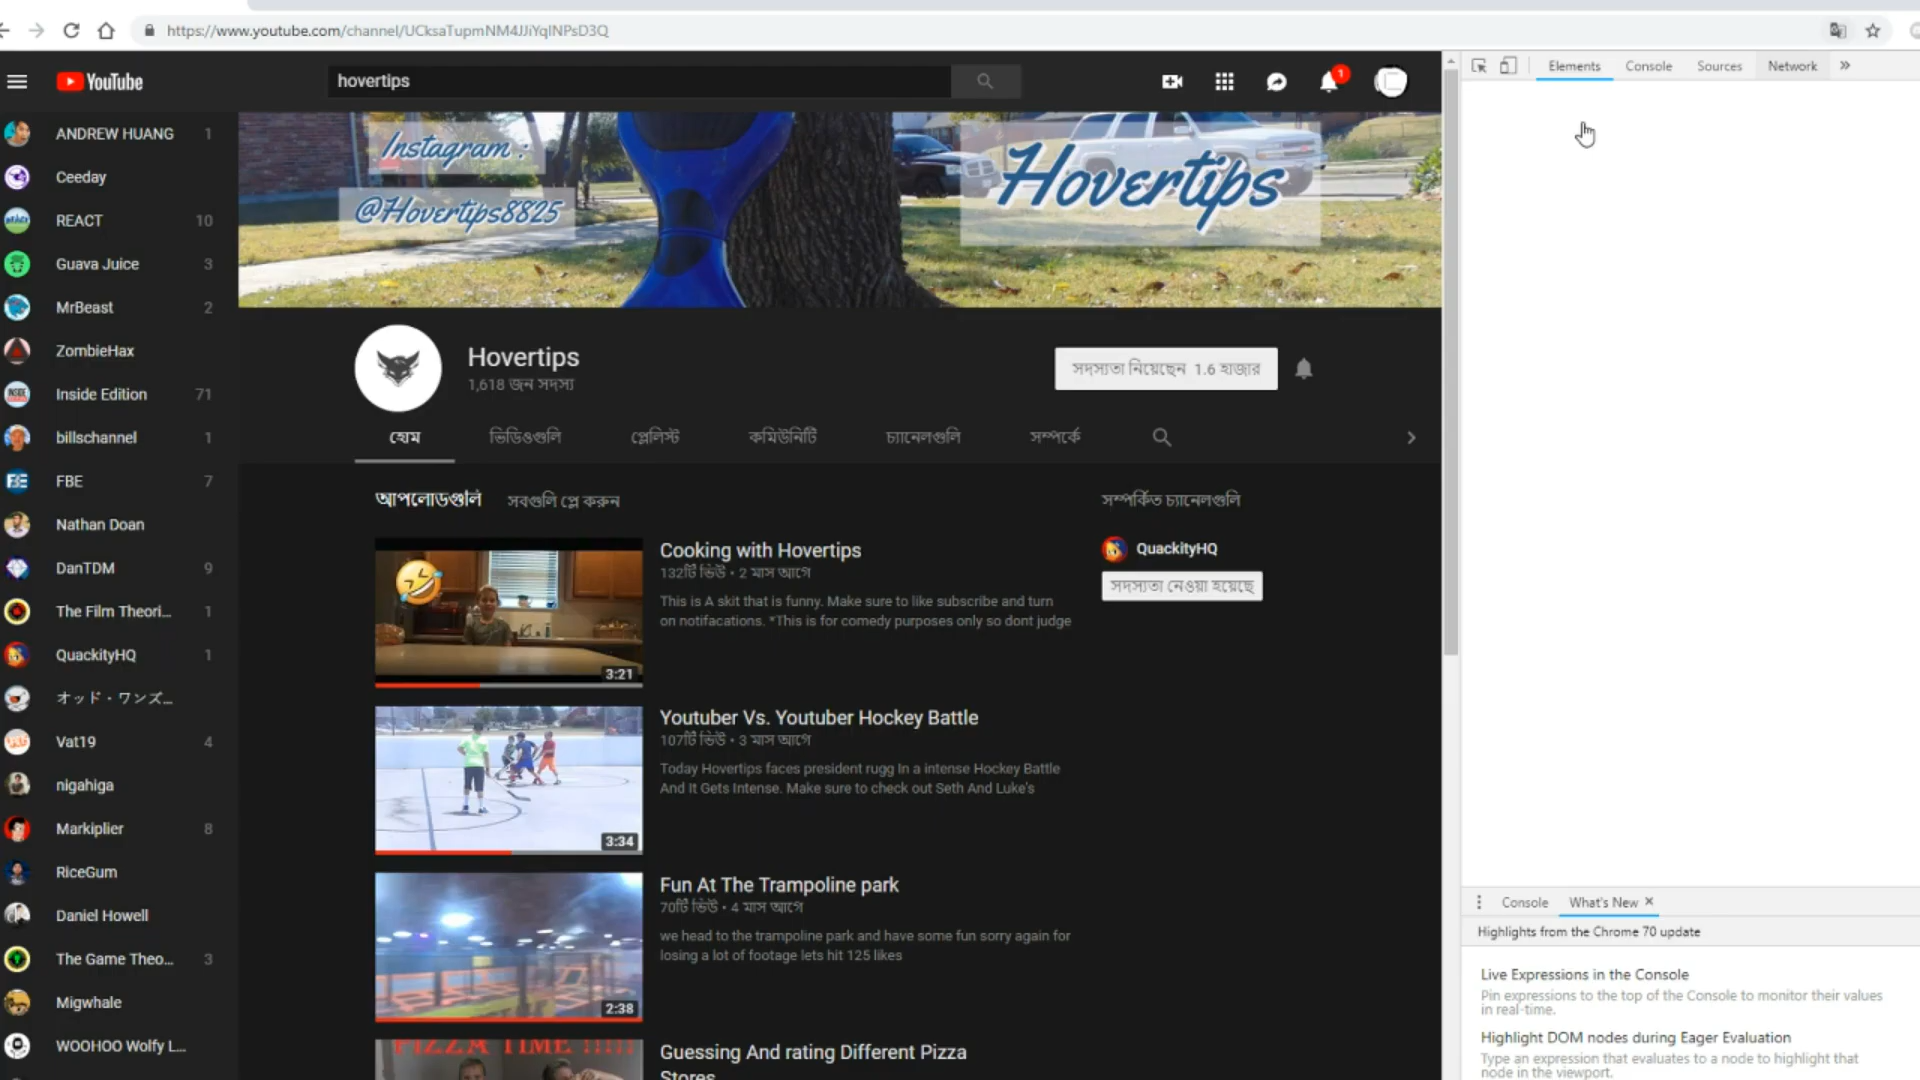 https://www.youtube.com/channel/UCksaTupmNM4JJiYqINPsD3Q
YouTube
hovertips
1
Elements
Console
Sources
Network
ANDREW HUANG 1
Ceeday
REACT 10
Guava Juice 3
MrBeast 2
ZombieHax
Inside Edition 71
billschannel 1
FBE 7
Nathan Doan
DanTDM 9
The Film Theori... 1
QuackityHQ 1
オッド・ワンズ...
Vat19 4
nigahiga
Markiplier 8
RiceGum
Daniel Howell
The Game Theo... 3
Migwhale
WOOHOO Wolfy L...
Instagram :
@Hovertips8825
Hovertips
Hovertips
1,618 জন সদস্য
সদস্যতা নিয়েছেন 1.6 হাজার
হোম
ভিডিওগুলি
প্লেলিস্ট
কমিউনিটি
চ্যানেলগুলি
সম্পর্কে
আপলোডগুলি
সবগুলি প্লে করুন
Cooking with Hovertips
132টি ভিউ • 2 মাস আগে
This is A skit that is funny. Make sure to like subscribe and turn
on notifacations. *This is for comedy purposes only so dont judge
3:21
Youtuber Vs. Youtuber Hockey Battle
107টি ভিউ • 3 মাস আগে
Today Hovertips faces president rugg In a intense Hockey Battle
And It Gets Intense. Make sure to check out Seth And Luke's
3:34
Fun At The Trampoline park
70টি ভিউ • 4 মাস আগে
we head to the trampoline park and have some fun sorry again for
losing a lot of footage lets hit 125 likes
2:38
PIZZA TIME !!!!!
Guessing And rating Different Pizza
Stores
সম্পর্কিত চ্যানেলগুলি
QuackityHQ
সদস্যতা নেওয়া হয়েছে
Console
What's New
Highlights from the Chrome 70 update
Live Expressions in the Console
Pin expressions to the top of the Console to monitor their values
in real-time.
Highlight DOM nodes during Eager Evaluation
Type an expression that evaluates to a node to highlight that
node in the viewport.